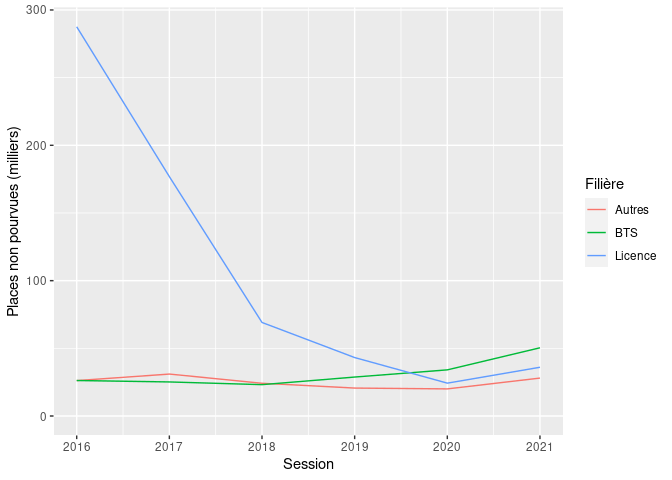 300
200
100
0
Places non pourvues (milliers)
2016 2017 2018 2019 2020 2021
Session
Filière
Autres
BTS
Licence